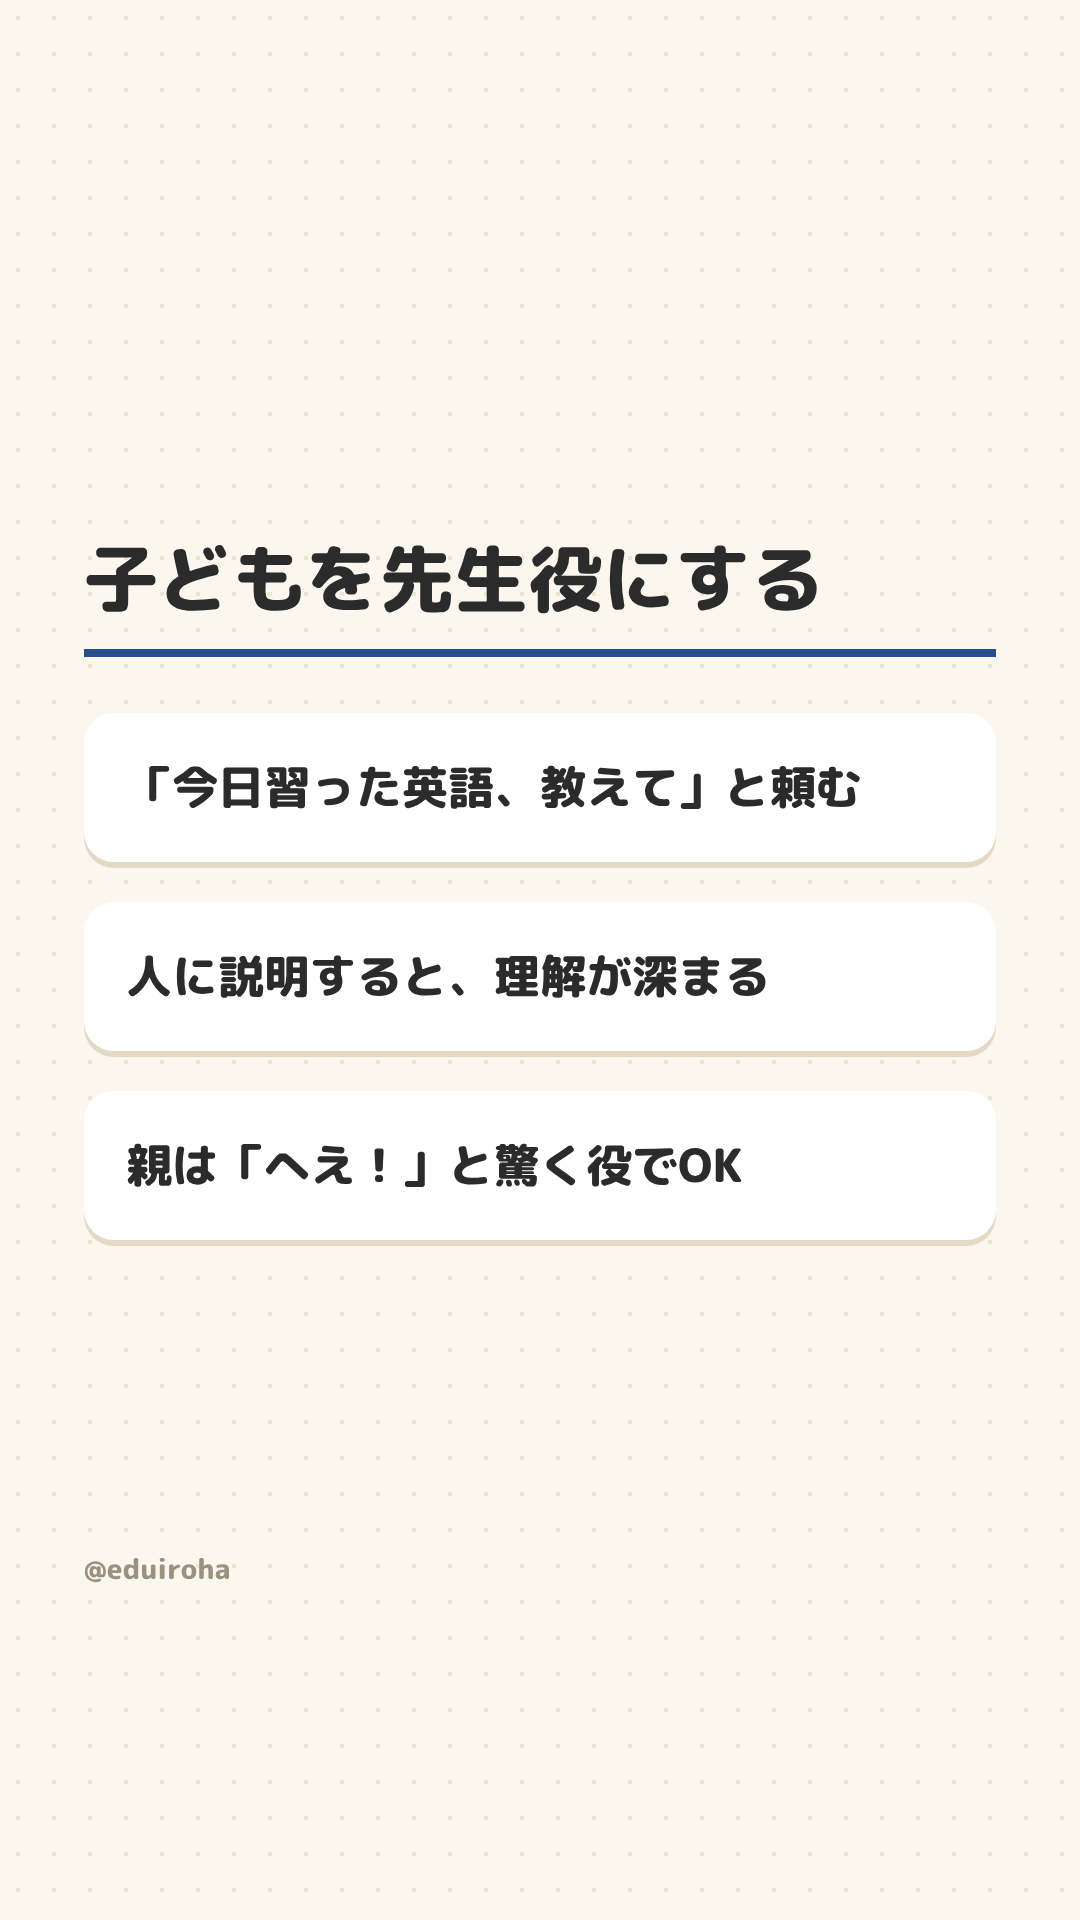 子どもを先生役にする
「今日習った英語、教えて」と頼む
人に説明すると、理解が深まる
親は「へえ！」と驚く役でOK
@eduiroha